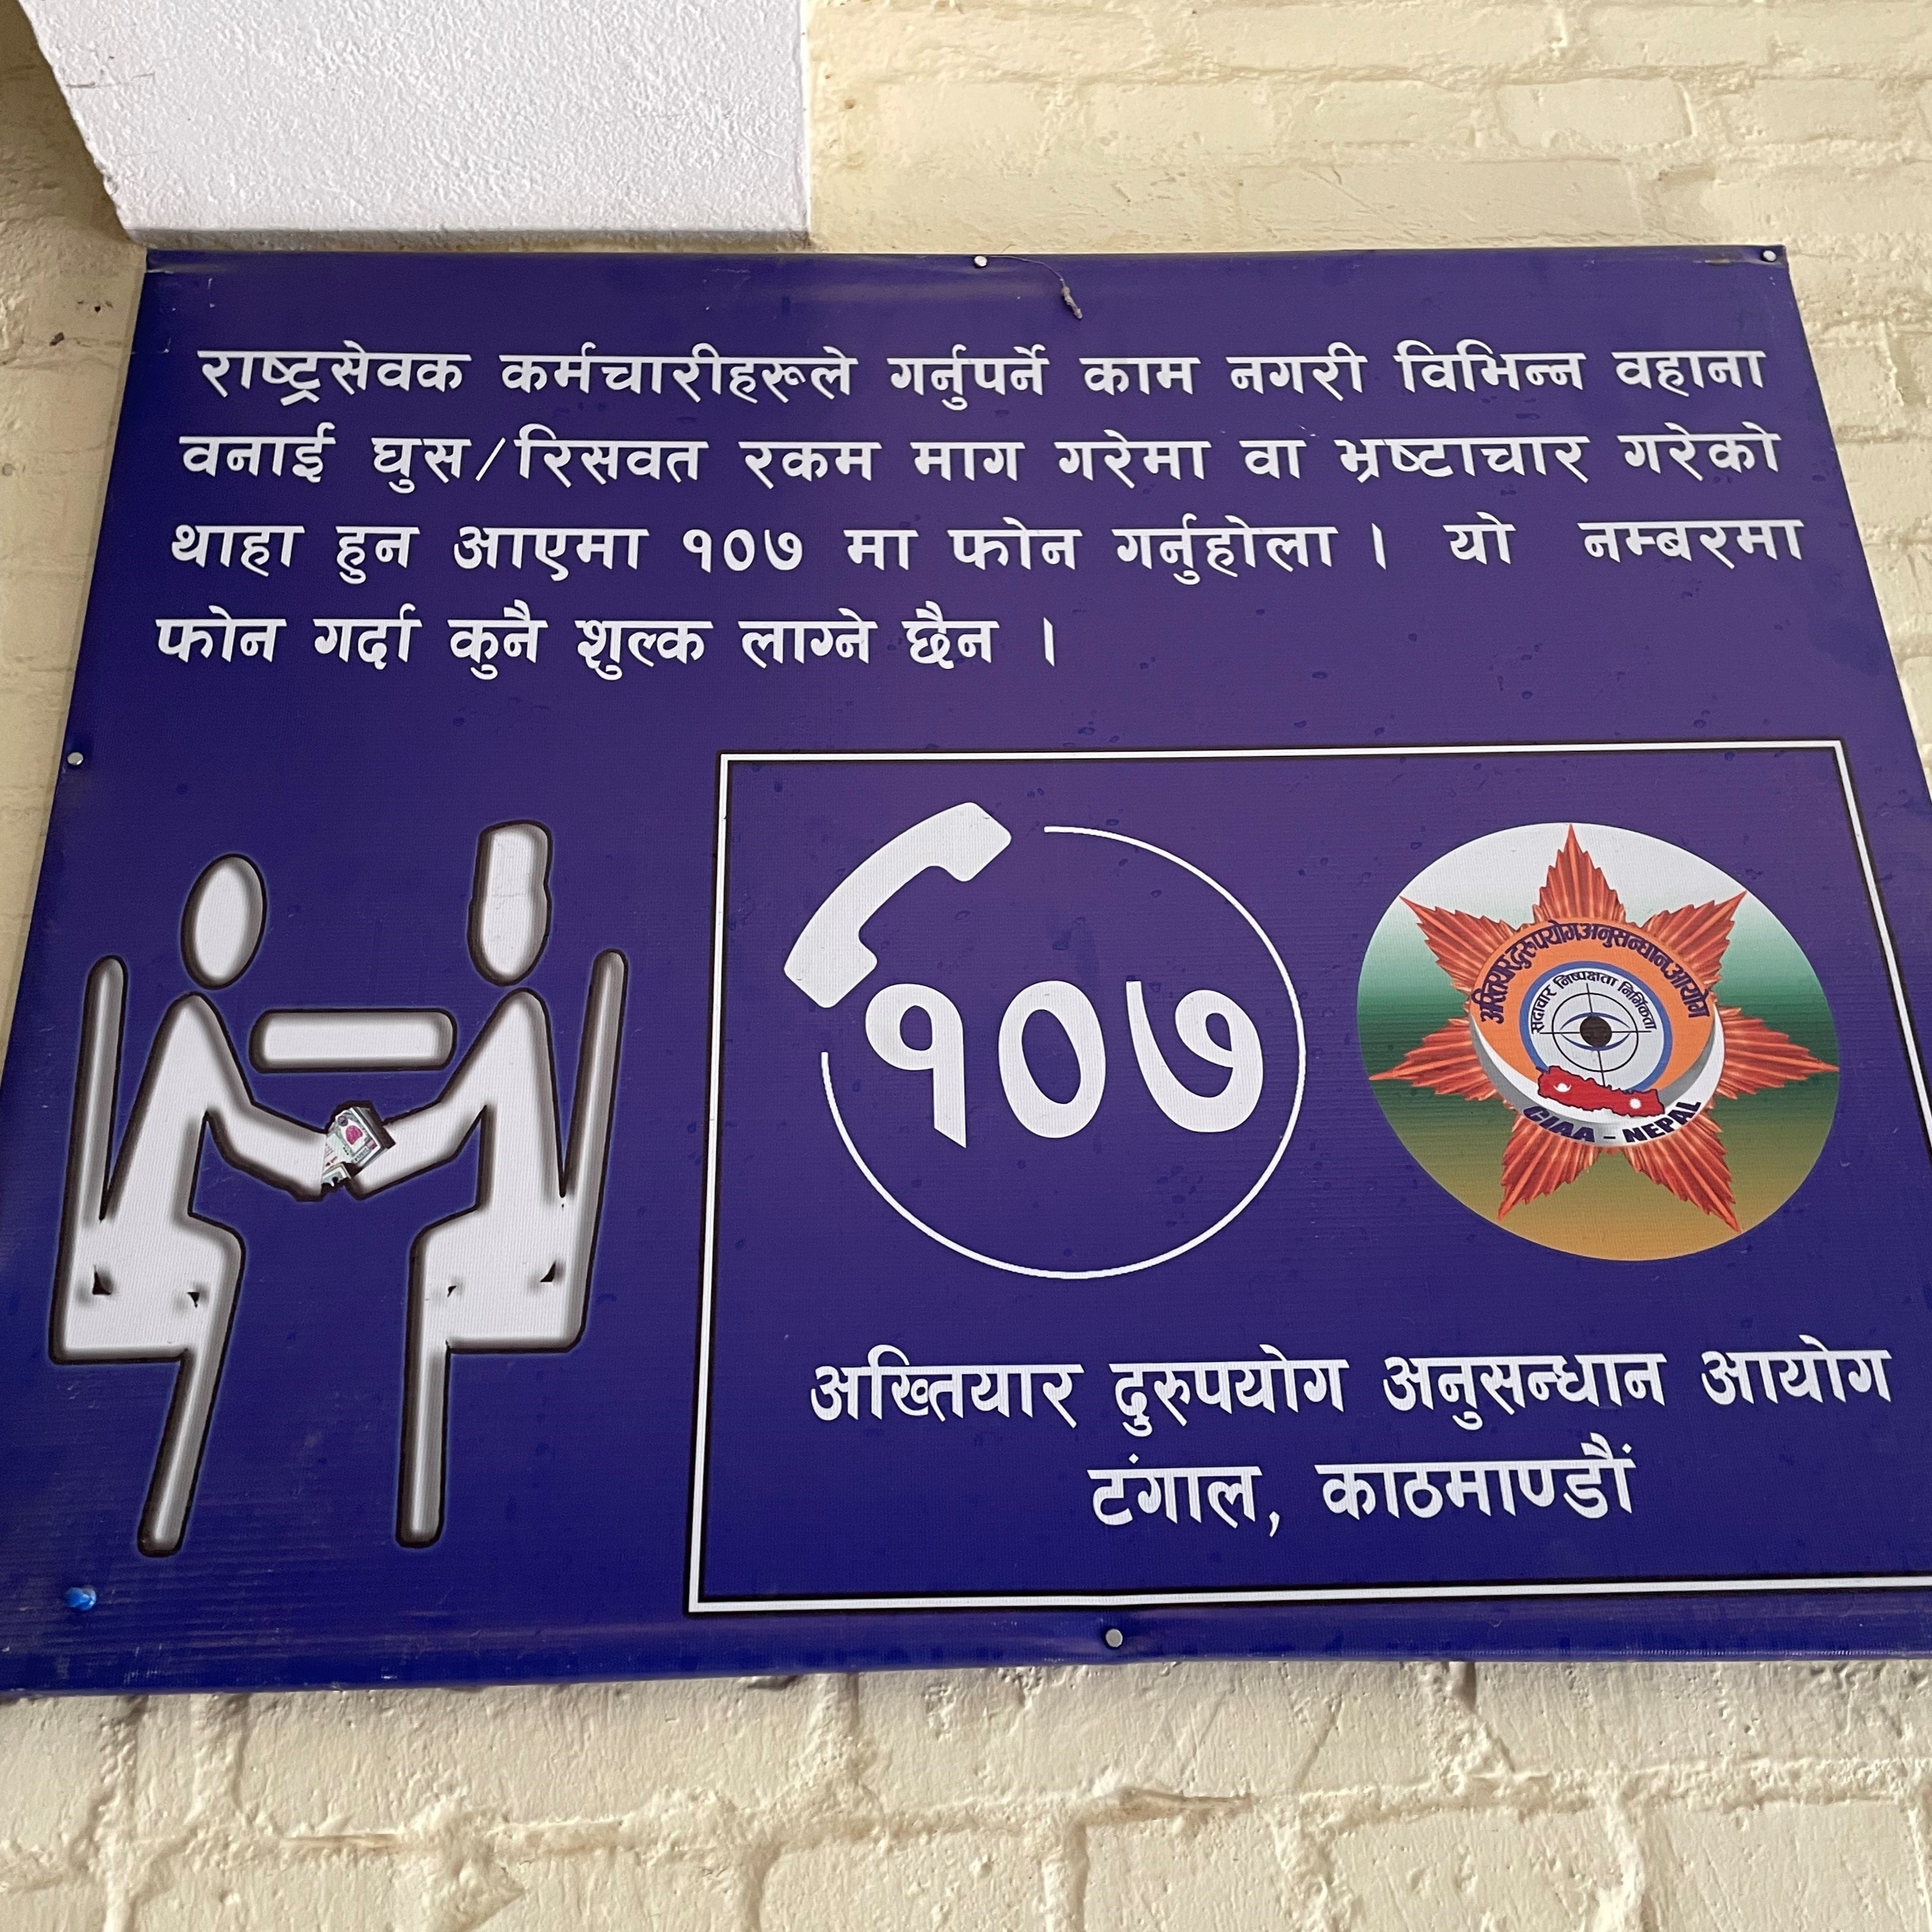 राष्ट्रसेवक कर्मचारीहरूले गर्नुपर्ने काम नगरी विभिन्न वहाना
वनाई घुस/रिसवत रकम माग गरेमा वा भ्रष्टाचार गरेको
थाहा हुन आएमा १०७ मा फोन गर्नुहोला । यो नम्बरमा
फोन गर्दा कुनै शुल्क लाग्ने छैन ।
१०७
अख्तियार दुरुपयोग अनुसन्धान आयोग
सदाचार निष्पक्षता निर्भिकता
CIAA - NEPAL
अख्तियार दुरुपयोग अनुसन्धान आयोग
टंगाल, काठमाण्डौं